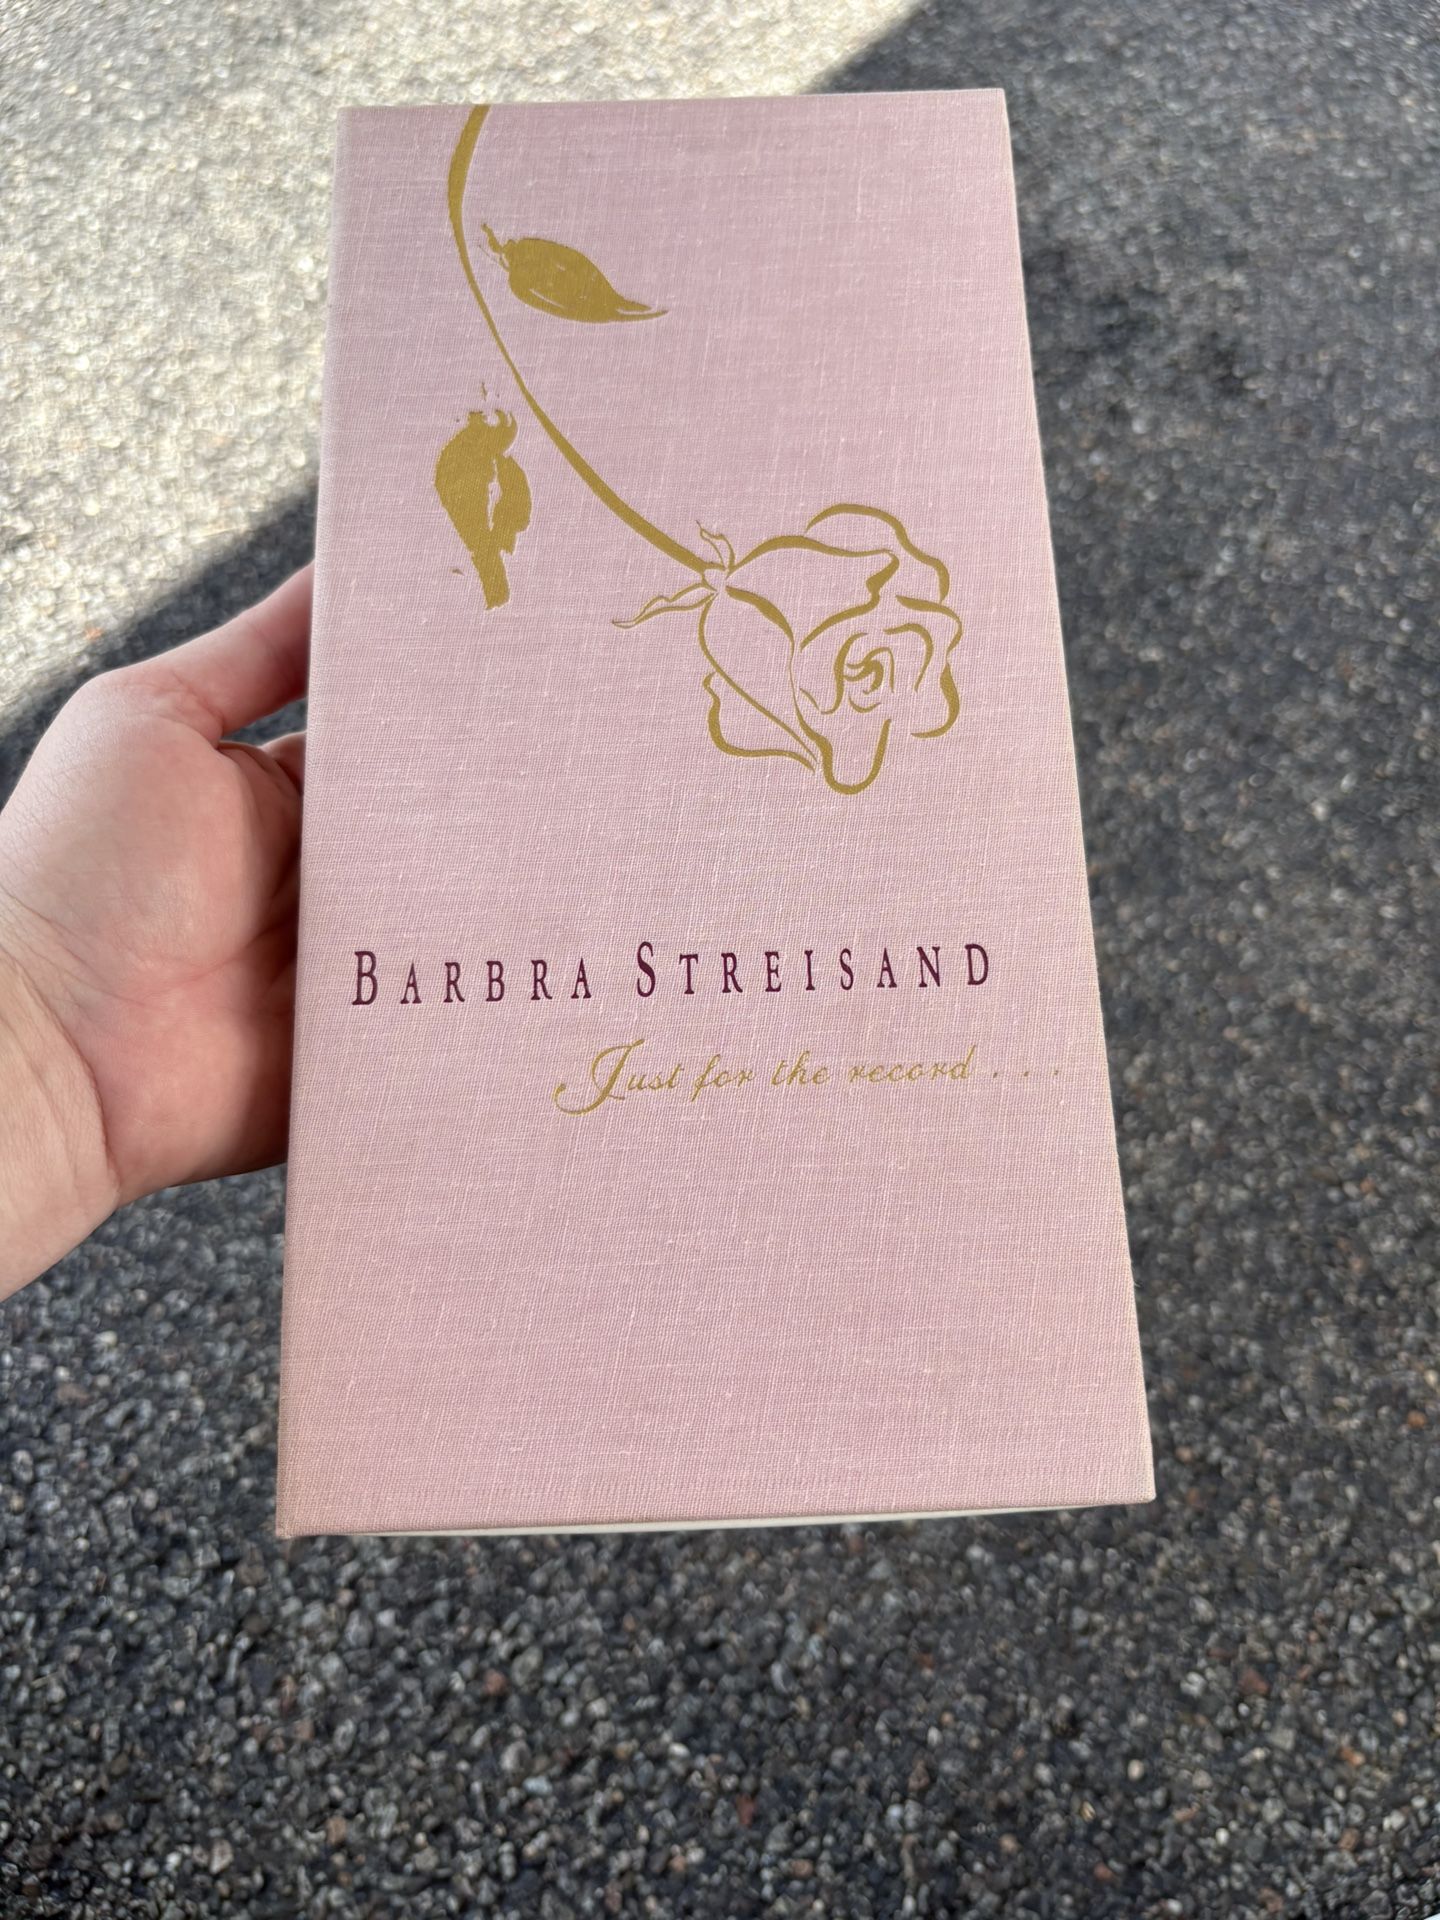 BARBRA STREISAND
Just for the record . . .